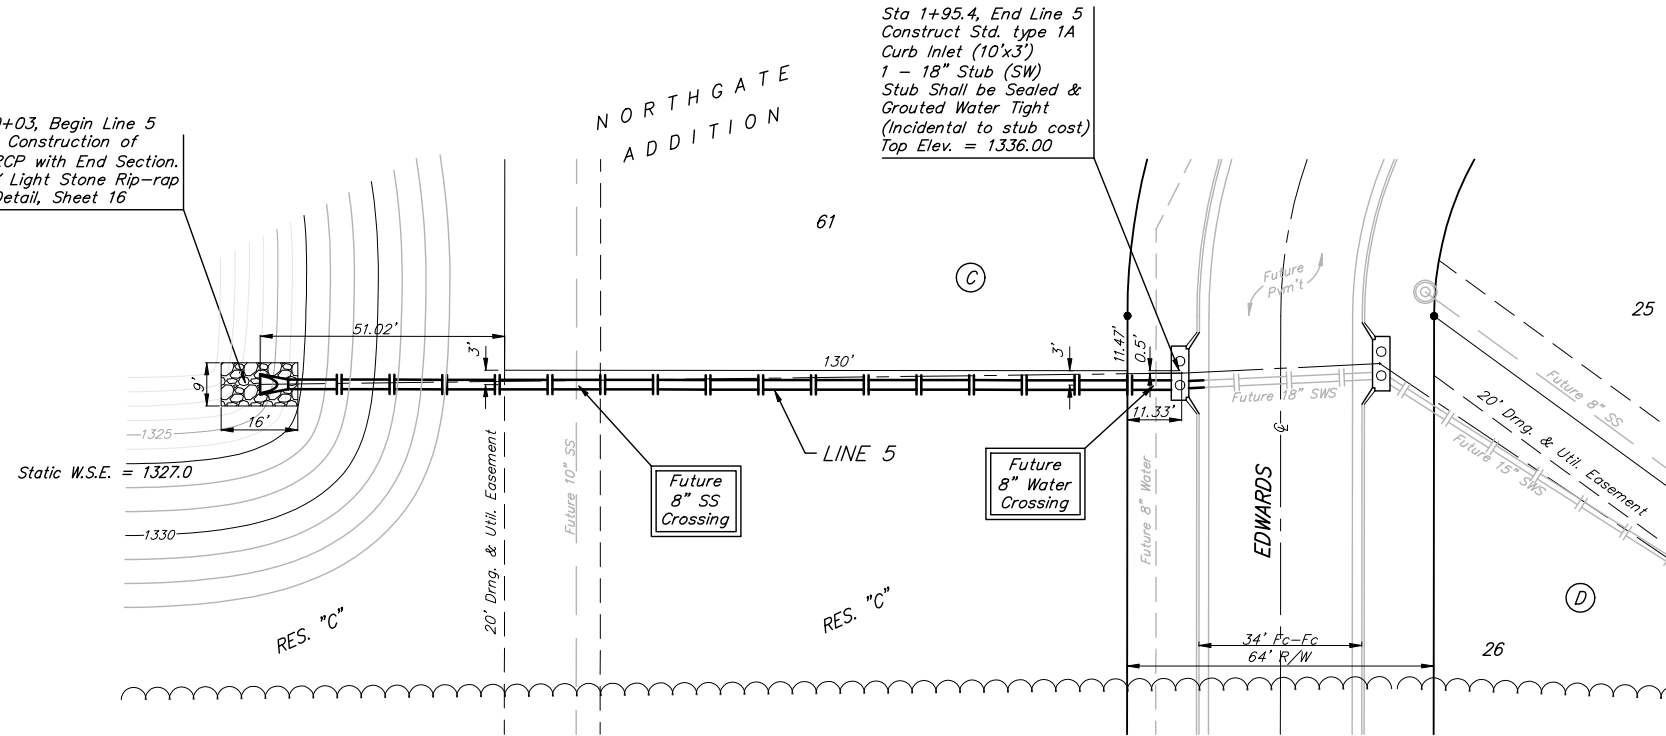 Sta 1+95.4, End Line 5
Construct Std. type 1A
Curb Inlet (10'x3')
1 - 18" Stub (SW)
Stub Shall be Sealed &
Grouted Water Tight
(Incidental to stub cost)
Top Elev. = 1336.00
NORTHGATE
ADDITION
0+03, Begin Line 5
Construction of
RCP with End Section.
Light Stone Rip-rap
Detail, Sheet 16
61
C
Future
Pvm't
25
51.02'
3'
130'
3'
11.47'
0.5'
9'
16'
11.33'
Future 18" SWS
Future 8" SS
20' Drng. & Util. Easement
Future 15" SWS
1325
Static W.S.E. = 1327.0
1330
LINE 5
Future
8" SS
Crossing
Future
8" Water
Crossing
20' Drng. & Util. Easement
Future 10" SS
Future 8" Water
EDWARDS
D
RES. "C"
RES. "C"
34' Fc-Fc
64' R/W
26